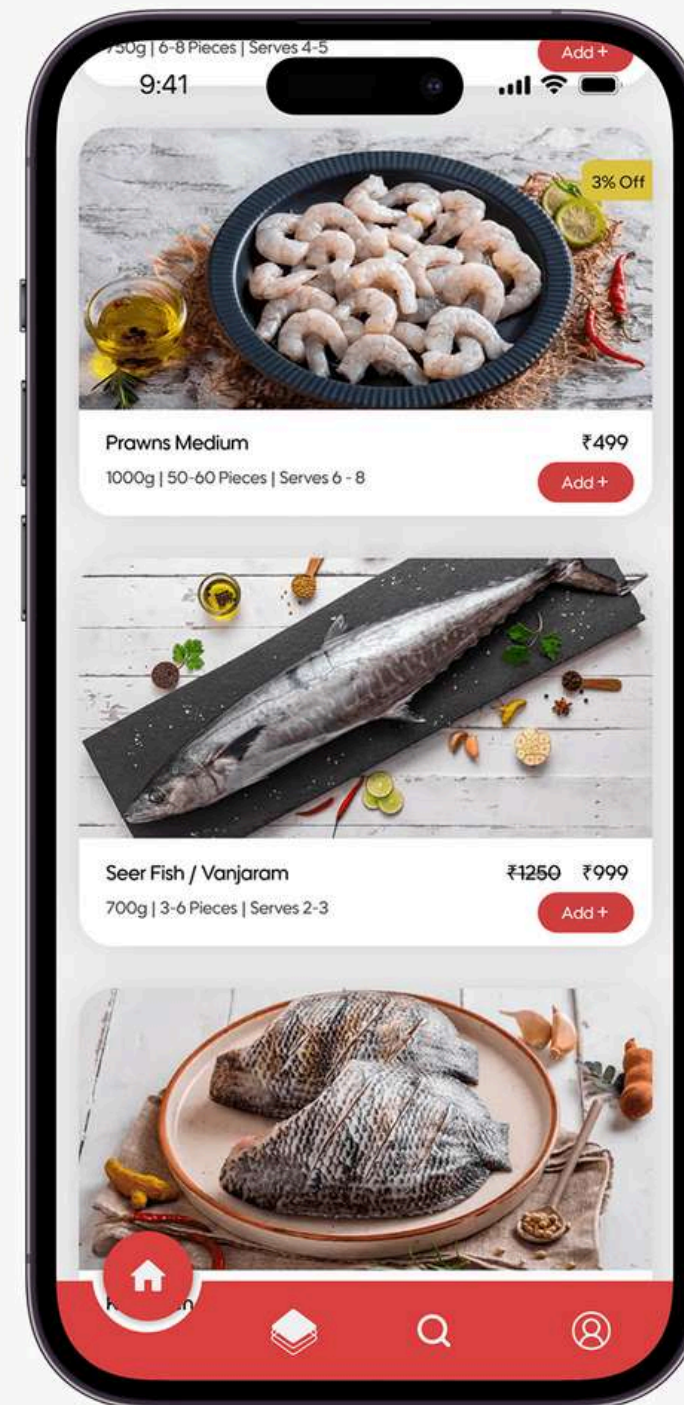 750g | 6-8 Pieces | Serves 4-5
Add +
9:41
3% Off
Prawns Medium
₹499
1000g | 50-60 Pieces | Serves 6 - 8
Add +
Seer Fish / Vanjaram
₹1250 ₹999
700g | 3-6 Pieces | Serves 2-3
Add +